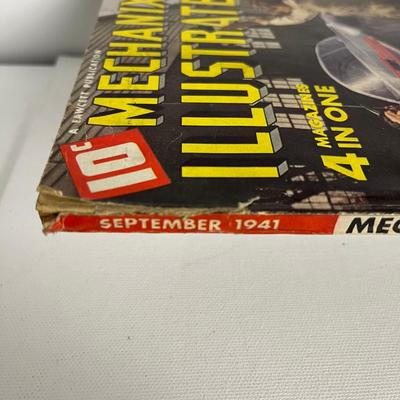 A FAWCETT PUBLICATION
10¢
MECHANIX
ILLUSTRATE
4 MAGAZINES
IN ONE
SEPTEMBER 1941
MEC